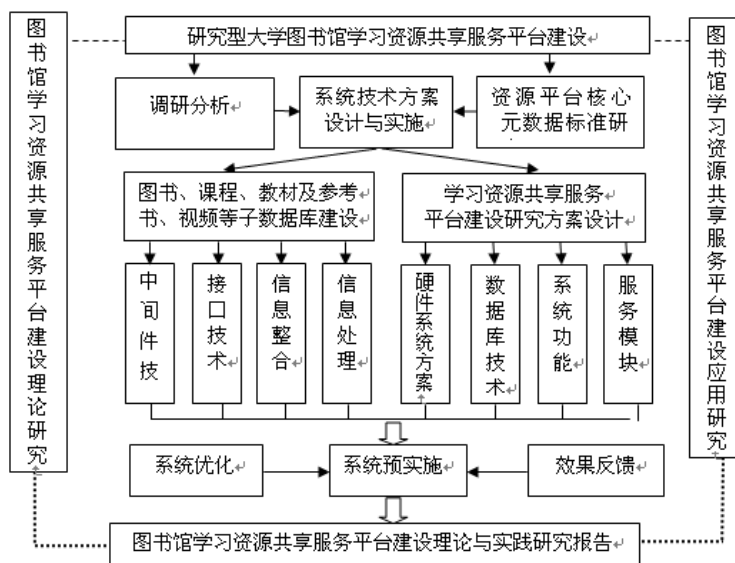 研究型大学图书馆学习资源共享服务平台建设
图书馆学习资源共享服务平台建设理论研究
调研分析
系统技术方案
设计与实施
资源平台核心
元数据标准研
图书馆学习资源共享服务平台建设应用研究
图书、课程、教材及参考
书、视频等子数据库建设
学习资源共享服务
平台建设研究方案设计
中间件技
接口技术
信息整合
信息处理
硬件系统方案
数据库技术
系统功能
服务模块
系统优化
系统预实施
效果反馈
图书馆学习资源共享服务平台建设理论与实践研究报告